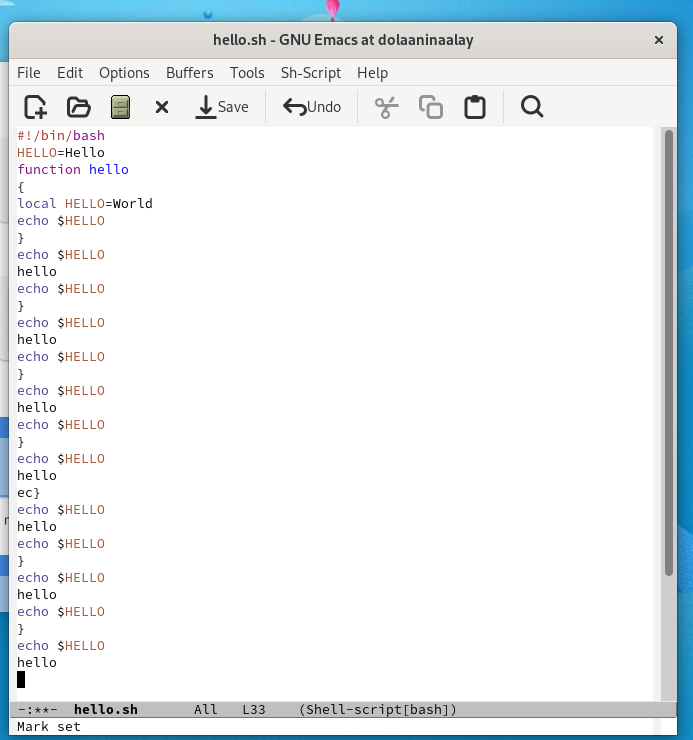 hello.sh - GNU Emacs at dolaaninaalay ×
File Edit Options Buffers Tools Sh-Script Help
Save Undo
#!/bin/bash
HELLO=Hello
function hello
{
local HELLO=World
echo $HELLO
}
echo $HELLO
hello
echo $HELLO
}
echo $HELLO
hello
echo $HELLO
}
echo $HELLO
hello
echo $HELLO
}
echo $HELLO
hello
ec}
echo $HELLO
hello
echo $HELLO
}
echo $HELLO
hello
echo $HELLO
}
echo $HELLO
hello
-:**- hello.sh All L33 (Shell-script[bash])
Mark set